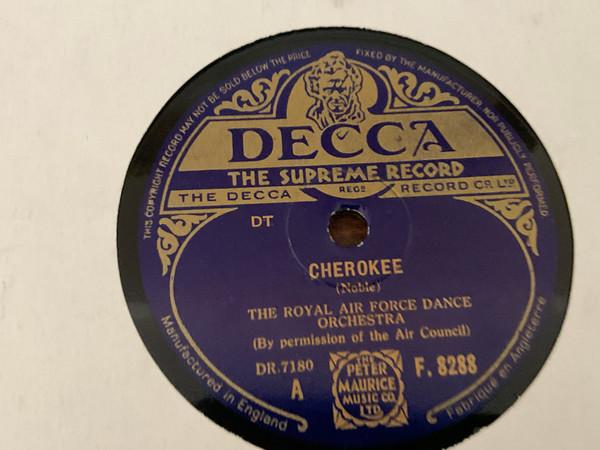 THIS COPYRIGHT RECORD MAY NOT BE SOLD BELOW THE PRICE FIXED BY THE MANUFACTURER NOR PUBLICLY PERFORMED.
DECCA
THE SUPREME RECORD
THE DECCA REGD RECORD CO. LTD
DT
CHEROKEE
(Noble)
THE ROYAL AIR FORCE DANCE
ORCHESTRA
(By permission of the Air Council)
DR.7180
A
THE
PETER
MAURICE
MUSIC CO.
LTD.
F. 8288
Manufactured in England
Fabriqué en Angleterre